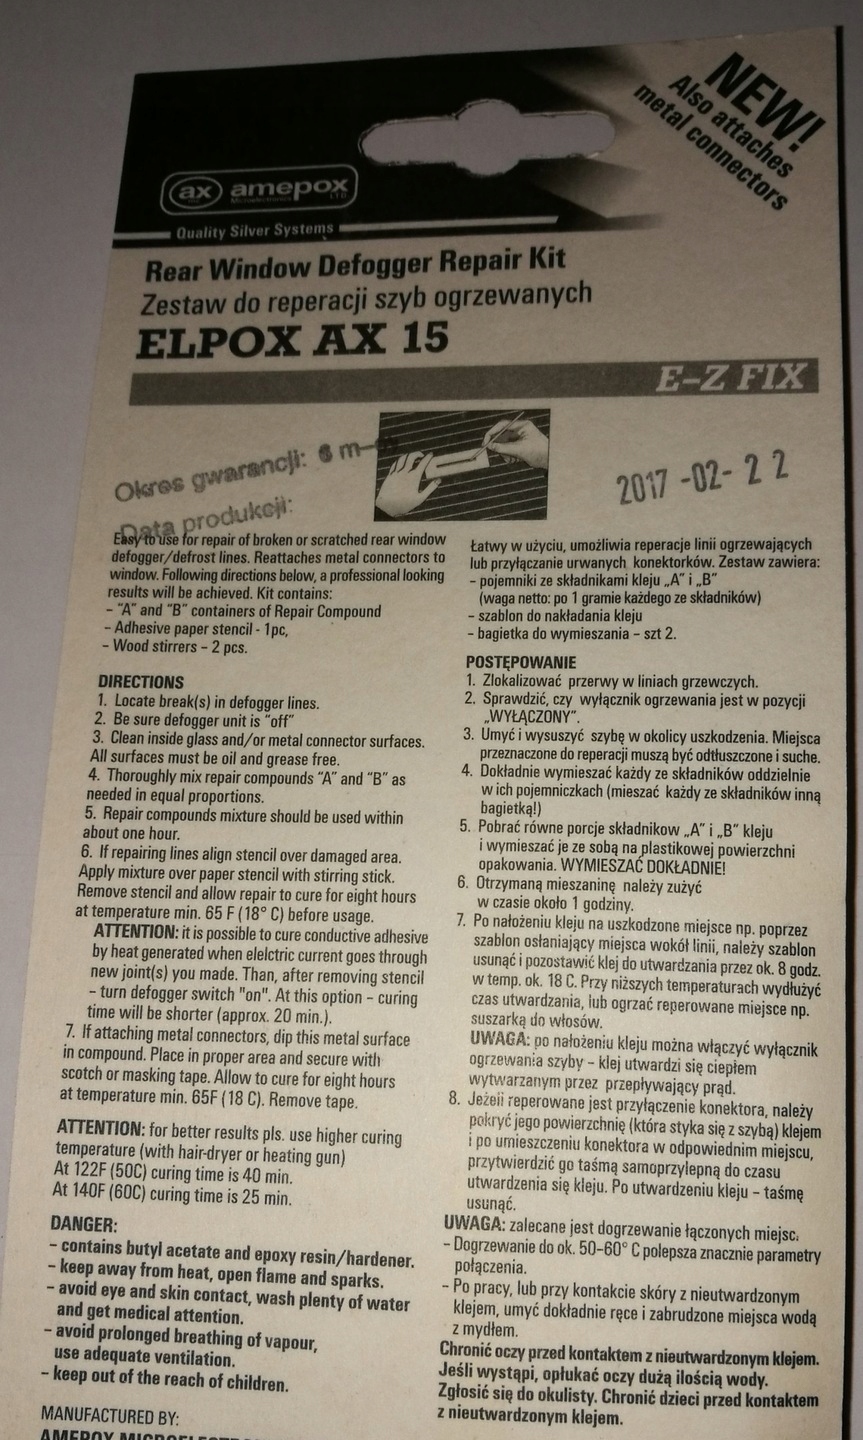 NEW!
Also attaches
metal connectors
ax amepox
Microelectronics LTD.
Quality Silver Systems
Rear Window Defogger Repair Kit
Zestaw do reperacji szyb ogrzewanych
ELPOX AX 15
E-Z FIX
Okres gwarancji: 6
Data produkcji:
2017-02-22
Easy to use for repair of broken or scratched rear window
defogger/defrost lines. Reattaches metal connectors to
window. Following directions below, a professional looking
results will be achieved. Kit contains:
– "A" and "B" containers of Repair Compound
– Adhesive paper stencil - 1pc,
– Wood stirrers – 2 pcs.
DIRECTIONS
1. Locate break(s) in defogger lines.
2. Be sure defogger unit is "off"
3. Clean inside glass and/or metal connector surfaces.
All surfaces must be oil and grease free.
4. Thoroughly mix repair compounds "A" and "B" as
needed in equal proportions.
5. Repair compounds mixture should be used within
about one hour.
6. If repairing lines align stencil over damaged area.
Apply mixture over paper stencil with stirring stick.
Remove stencil and allow repair to cure for eight hours
at temperature min. 65 F (18° C) before usage.
ATTENTION: it is possible to cure conductive adhesive
by heat generated when elelctric current goes through
new joint(s) you made. Than, after removing stencil
– turn defogger switch "on". At this option – curing
time will be shorter (approx. 20 min.).
7. If attaching metal connectors, dip this metal surface
in compound. Place in proper area and secure with
scotch or masking tape. Allow to cure for eight hours
at temperature min. 65F (18 C). Remove tape.
ATTENTION: for better results pls. use higher curing
temperature (with hair-dryer or heating gun)
At 122F (50C) curing time is 40 min.
At 140F (60C) curing time is 25 min.
DANGER:
– contains butyl acetate and epoxy resin/hardener.
– keep away from heat, open flame and sparks.
– avoid eye and skin contact, wash plenty of water
and get medical attention.
– avoid prolonged breathing of vapour,
use adequate ventilation.
– keep out of the reach of children.
MANUFACTURED BY:
Łatwy w użyciu, umożliwia reperacje linii ogrzewających
lub przyłączanie urwanych konektorków. Zestaw zawiera:
– pojemniki ze składnikami kleju „A" i „B"
(waga netto: po 1 gramie każdego ze składników)
– szablon do nakładania kleju
– bagietka do wymieszania – szt 2.
POSTĘPOWANIE
1. Zlokalizować przerwy w liniach grzewczych.
2. Sprawdzić, czy wyłącznik ogrzewania jest w pozycji
„WYŁĄCZONY".
3. Umyć i wysuszyć szybę w okolicy uszkodzenia. Miejsca
przeznaczone do reperacji muszą być odtłuszczone i suche.
4. Dokładnie wymieszać każdy ze składników oddzielnie
w ich pojemniczkach (mieszać każdy ze składników inną
bagietką!)
5. Pobrać równe porcje składnikow „A" i „B" kleju
i wymieszać je ze sobą na plastikowej powierzchni
opakowania. WYMIESZAĆ DOKŁADNIE!
6. Otrzymaną mieszaninę należy zużyć
w czasie około 1 godziny.
7. Po nałożeniu kleju na uszkodzone miejsce np. poprzez
szablon osłaniający miejsca wokół linii, należy szablon
usunąć i pozostawić klej do utwardzania przez ok. 8 godz.
w temp. ok. 18 C. Przy niższych temperaturach wydłużyć
czas utwardzania, lub ogrzać reperowane miejsce np.
suszarką do włosów.
UWAGA: po nałożeniu kleju można włączyć wyłącznik
ogrzewania szyby – klej utwardzi się ciepłem
wytwarzanym przez przepływający prąd.
8. Jeżeli reperowane jest przyłączenie konektora, należy
pokryć jego powierzchnię (która styka się z szybą) klejem
i po umieszczeniu konektora w odpowiednim miejscu,
przytwierdzić go taśmą samoprzylepną do czasu
utwardzenia się kleju. Po utwardzeniu kleju – taśmę
usunąć.
UWAGA: zalecane jest dogrzewanie łączonych miejsc.
– Dogrzewanie do ok. 50–60° C polepsza znacznie parametry
połączenia.
– Po pracy, lub przy kontakcie skóry z nieutwardzonym
klejem, umyć dokładnie ręce i zabrudzone miejsca wodą
z mydłem.
Chronić oczy przed kontaktem z nieutwardzonym klejem.
Jeśli wystąpi, opłukać oczy dużą ilością wody.
Zgłosić się do okulisty. Chronić dzieci przed kontaktem
z nieutwardzonym klejem.